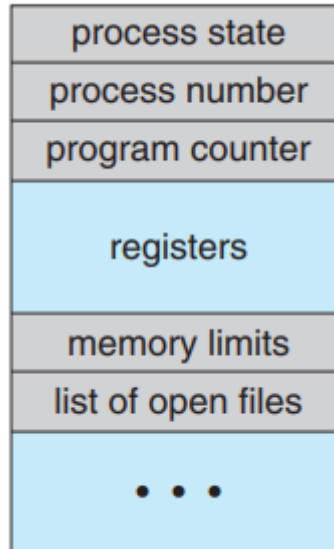 process state
process number
program counter
registers
memory limits
list of open files
• • •